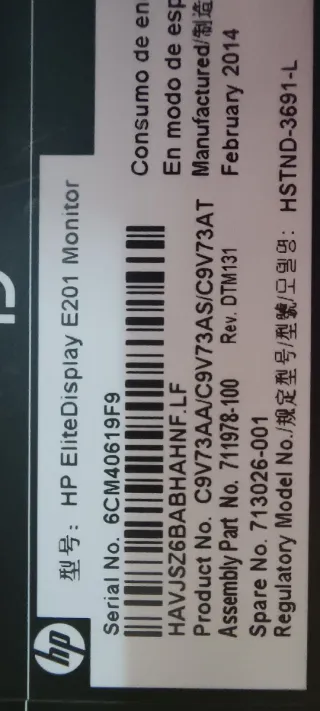 hp
型号: HP EliteDisplay E201 Monitor
Serial No. 6CM40619F9
HAVJSZ6BABHAHNF.LF
Product No. C9V73AA/C9V73AS/C9V73AT
Assembly Part No. 711978-100 Rev. DTM131
Spare No. 713026-001
Regulatory Model No./规定型号/型號/모델명: HSTND-3691-L
Consumo de en
En modo de esp
Manufactured/制造
February 2014